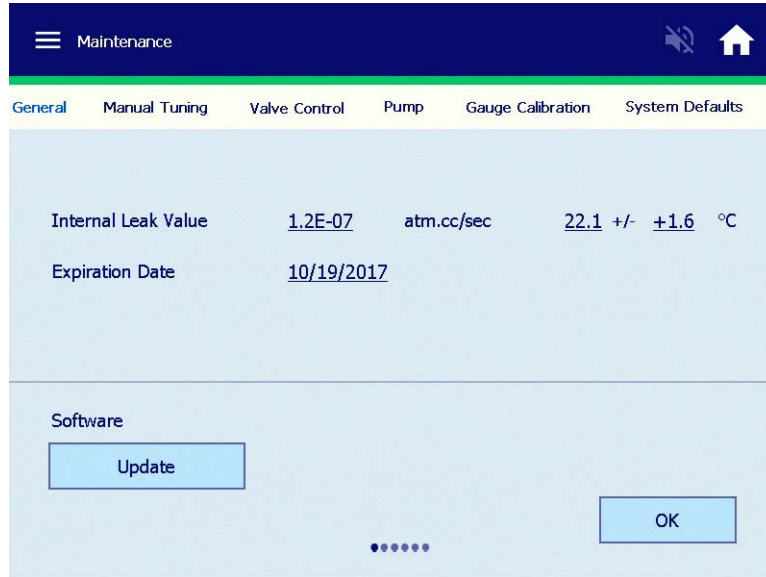 Maintenance
General Manual Tuning Valve Control Pump Gauge Calibration System Defaults
Internal Leak Value 1.2E-07 atm.cc/sec 22.1 +/- +1.6 °C
Expiration Date 10/19/2017
Software
Update
OK